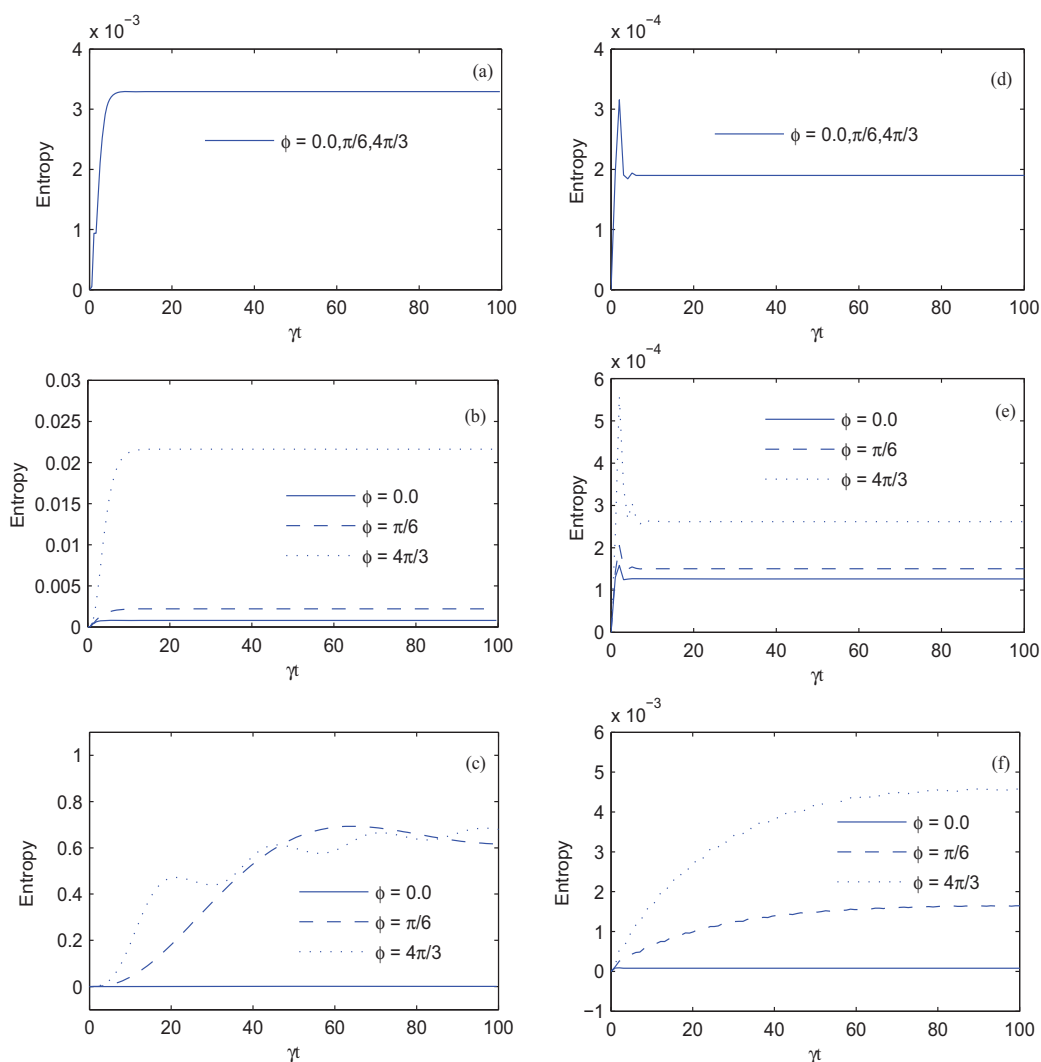 x 10⁻³
4
3
2
1
0
Entropy
(a)
ϕ = 0.0,π/6,4π/3
0 20 40 60 80 100
γt
x 10⁻⁴
4
3
2
1
0
Entropy
(d)
ϕ = 0.0,π/6,4π/3
0 20 40 60 80 100
γt
0.03
0.025
0.02
0.015
0.01
0.005
0
Entropy
(b)
ϕ = 0.0
ϕ = π/6
ϕ = 4π/3
0 20 40 60 80 100
γt
x 10⁻⁴
6
5
4
3
2
1
0
Entropy
(e)
ϕ = 0.0
ϕ = π/6
ϕ = 4π/3
0 20 40 60 80 100
γt
1
0.8
0.6
0.4
0.2
0
Entropy
(c)
ϕ = 0.0
ϕ = π/6
ϕ = 4π/3
0 20 40 60 80 100
γt
x 10⁻³
6
5
4
3
2
1
0
−1
Entropy
(f)
ϕ = 0.0
ϕ = π/6
ϕ = 4π/3
0 20 40 60 80 100
γt